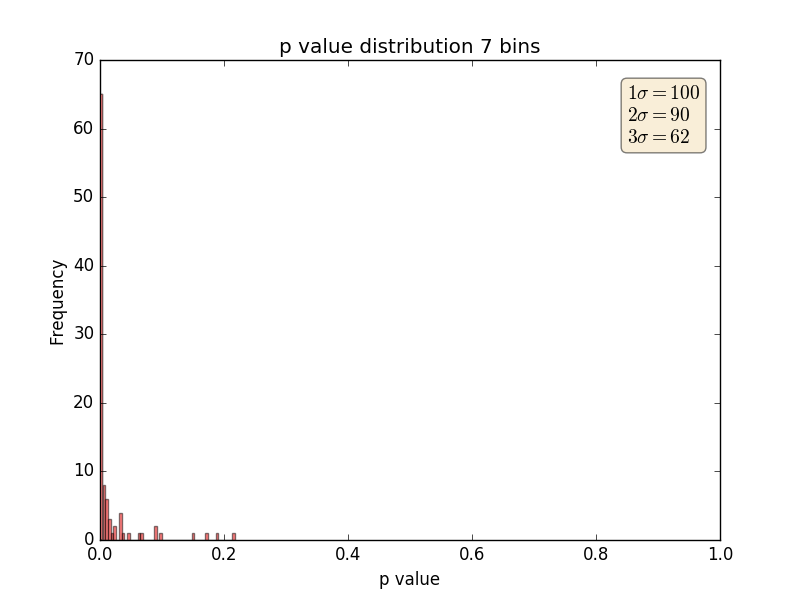 p value distribution 7 bins
70
60
50
40
30
20
10
0
Frequency
1σ = 100
2σ = 90
3σ = 62
0.0 0.2 0.4 0.6 0.8 1.0
p value